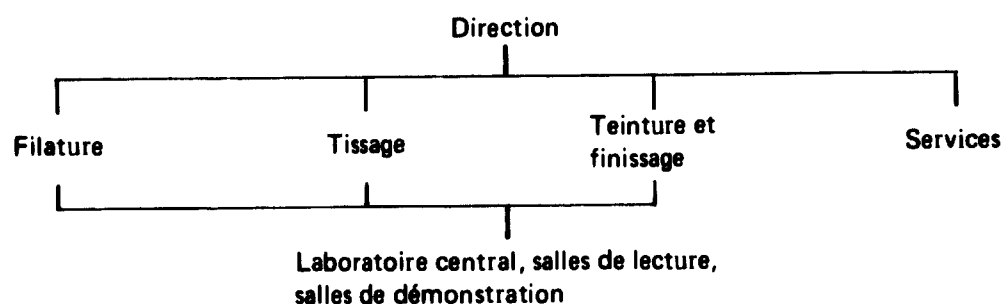 Direction
Filature
Tissage
Teinture et
finissage
Services
Laboratoire central, salles de lecture,
salles de démonstration